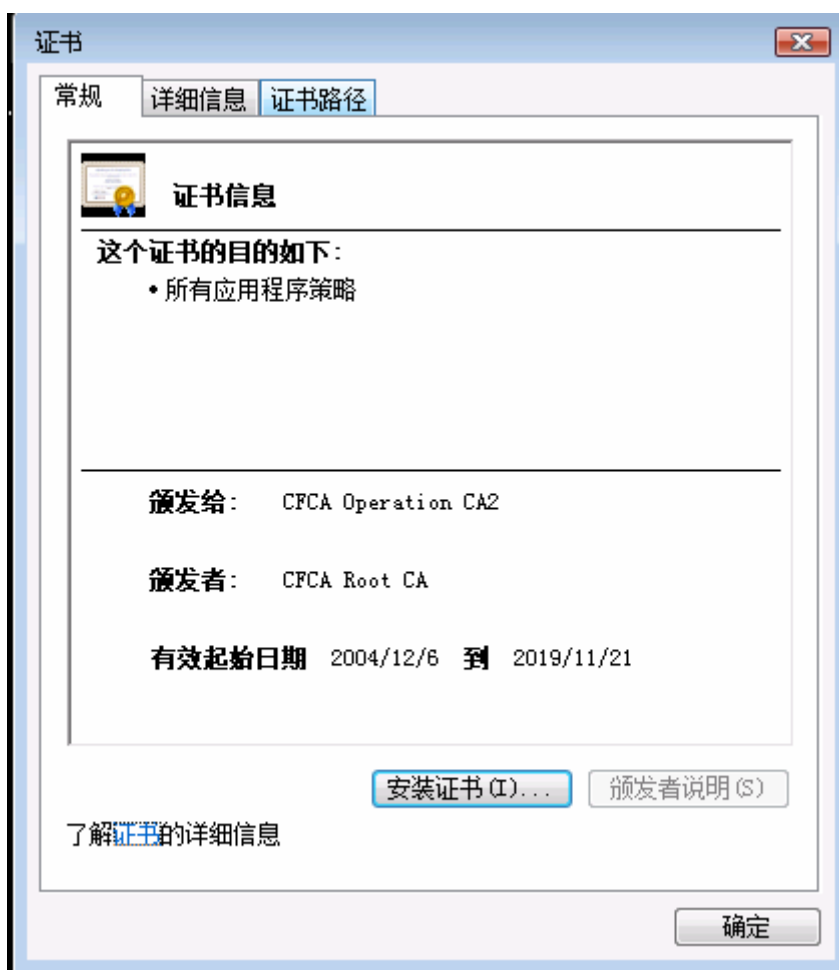 证书
常规 详细信息 证书路径
证书信息
这个证书的目的如下:
• 所有应用程序策略
颁发给: CFCA Operation CA2
颁发者: CFCA Root CA
有效起始日期 2004/12/6 到 2019/11/21
安装证书(I)... 颁发者说明(S)
了解证书的详细信息
确定